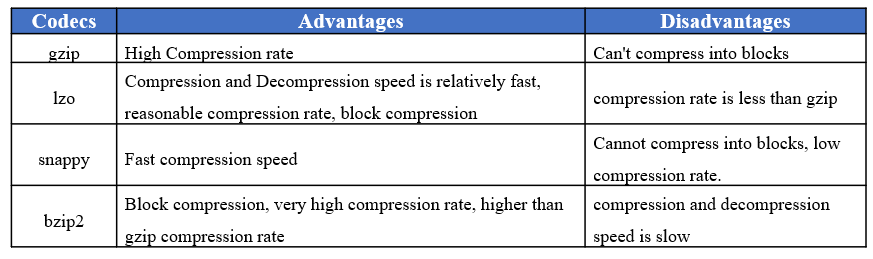 Codecs Advantages Disadvantages
gzip High Compression rate Can't compress into blocks
lzo
Compression and Decompression speed is relatively fast,
reasonable compression rate, block compression
compression rate is less than gzip
snappy Fast compression speed
Cannot compress into blocks, low
compression rate.
bzip2
Block compression, very high compression rate, higher than
gzip compression rate
compression and decompression
speed is slow